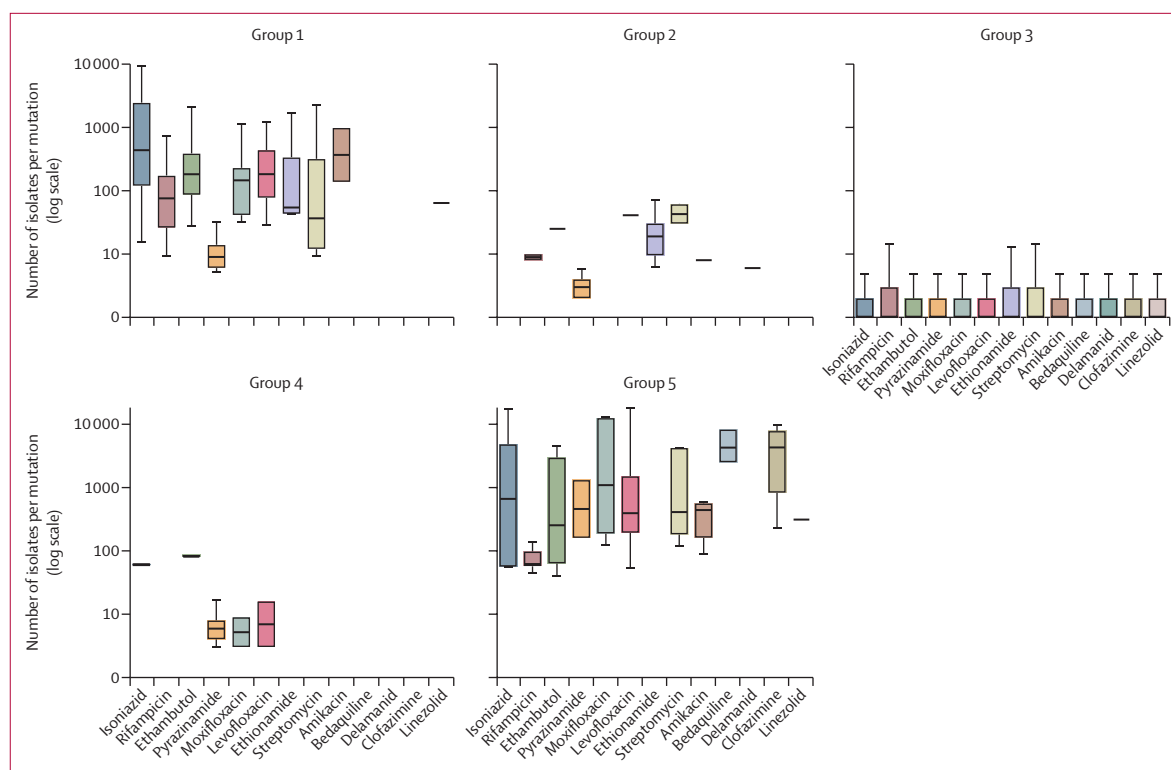 Group 1
Group 2
Group 3
Number of isolates per mutation
(log scale)
10 000
1000
100
10
0
Isoniazid
Rifampicin
Ethambutol
Pyrazinamide
Moxifloxacin
Levofloxacin
Ethionamide
Streptomycin
Amikacin
Bedaquiline
Delamanid
Clofazimine
Linezolid
Group 4
Group 5
Number of isolates per mutation
(log scale)
10 000
1000
100
10
0
Isoniazid
Rifampicin
Ethambutol
Pyrazinamide
Moxifloxacin
Levofloxacin
Ethionamide
Streptomycin
Amikacin
Bedaquiline
Delamanid
Clofazimine
Linezolid
Isoniazid
Rifampicin
Ethambutol
Pyrazinamide
Moxifloxacin
Levofloxacin
Ethionamide
Streptomycin
Amikacin
Bedaquiline
Delamanid
Clofazimine
Linezolid